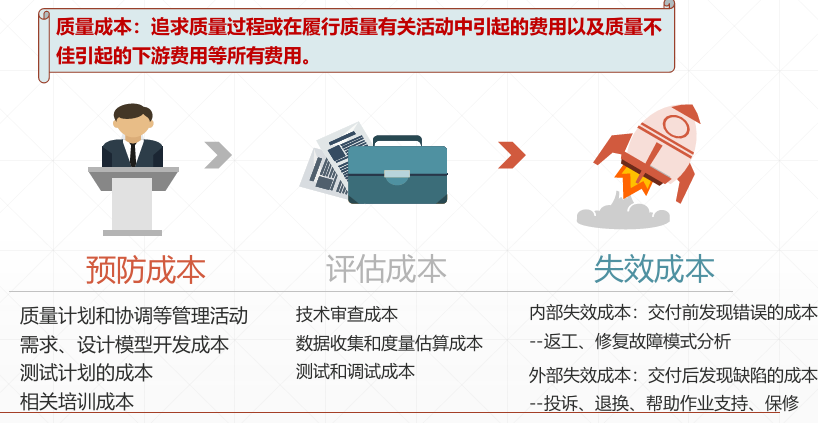 质量成本：追求质量过程或在履行质量有关活动中引起的费用以及质量不
佳引起的下游费用等所有费用。
预防成本
质量计划和协调等管理活动
需求、设计模型开发成本
测试计划的成本
相关培训成本
评估成本
技术审查成本
数据收集和度量估算成本
测试和调试成本
失效成本
内部失效成本：交付前发现错误的成本
--返工、修复故障模式分析
外部失效成本：交付后发现缺陷的成本
--投诉、退换、帮助作业支持、保修